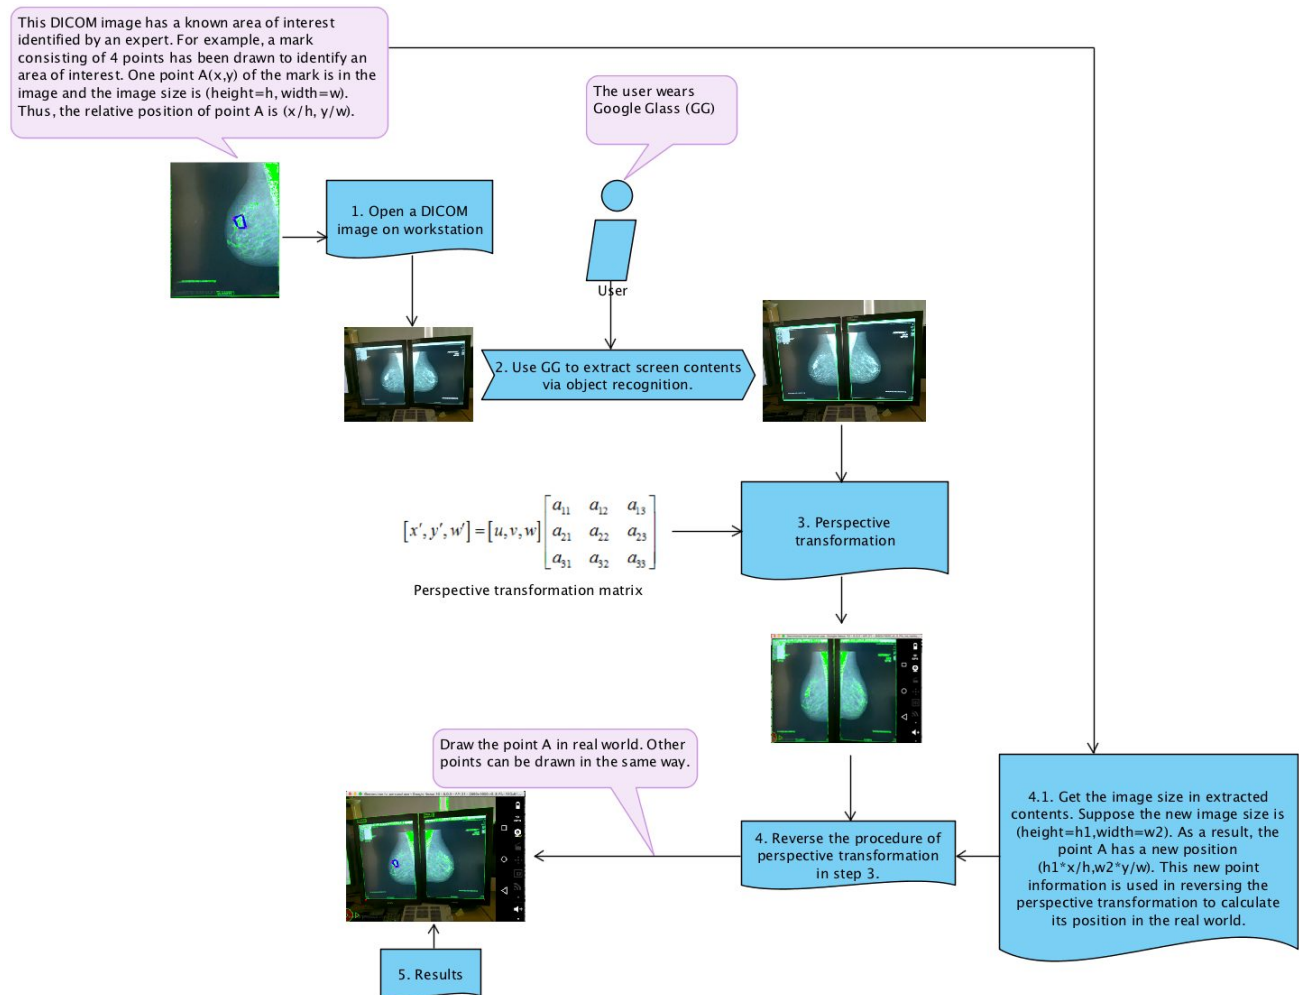 This DICOM image has a known area of interest
identified by an expert. For example, a mark
consisting of 4 points has been drawn to identify an
area of interest. One point A(x,y) of the mark is in the
image and the image size is (height=h, width=w).
Thus, the relative position of point A is (x/h, y/w).
The user wears
Google Glass (GG)
1. Open a DICOM
image on workstation
User
2. Use GG to extract screen contents
via object recognition.
[x′, y′, w′] = [u, v, w] [a₁₁ a₁₂ a₁₃
a₂₁ a₂₂ a₂₃
a₃₁ a₃₂ a₃₃]
Perspective transformation matrix
3. Perspective
transformation
Draw the point A in real world. Other
points can be drawn in the same way.
4. Reverse the procedure of
perspective transformation
in step 3.
4.1. Get the image size in extracted
contents. Suppose the new image size is
(height=h1,width=w2). As a result, the
point A has a new position
(h1*x/h,w2*y/w). This new point
information is used in reversing the
perspective transformation to calculate
its position in the real world.
5. Results